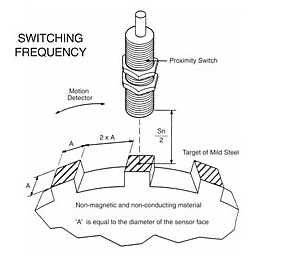 SWITCHING
FREQUENCY
Proximity Switch
Motion
Detector
A
2 x A
Sn
2
A
Target of Mild Steel
Non-magnetic and non-conducting material
'A' is equal to the diameter of the sensor face